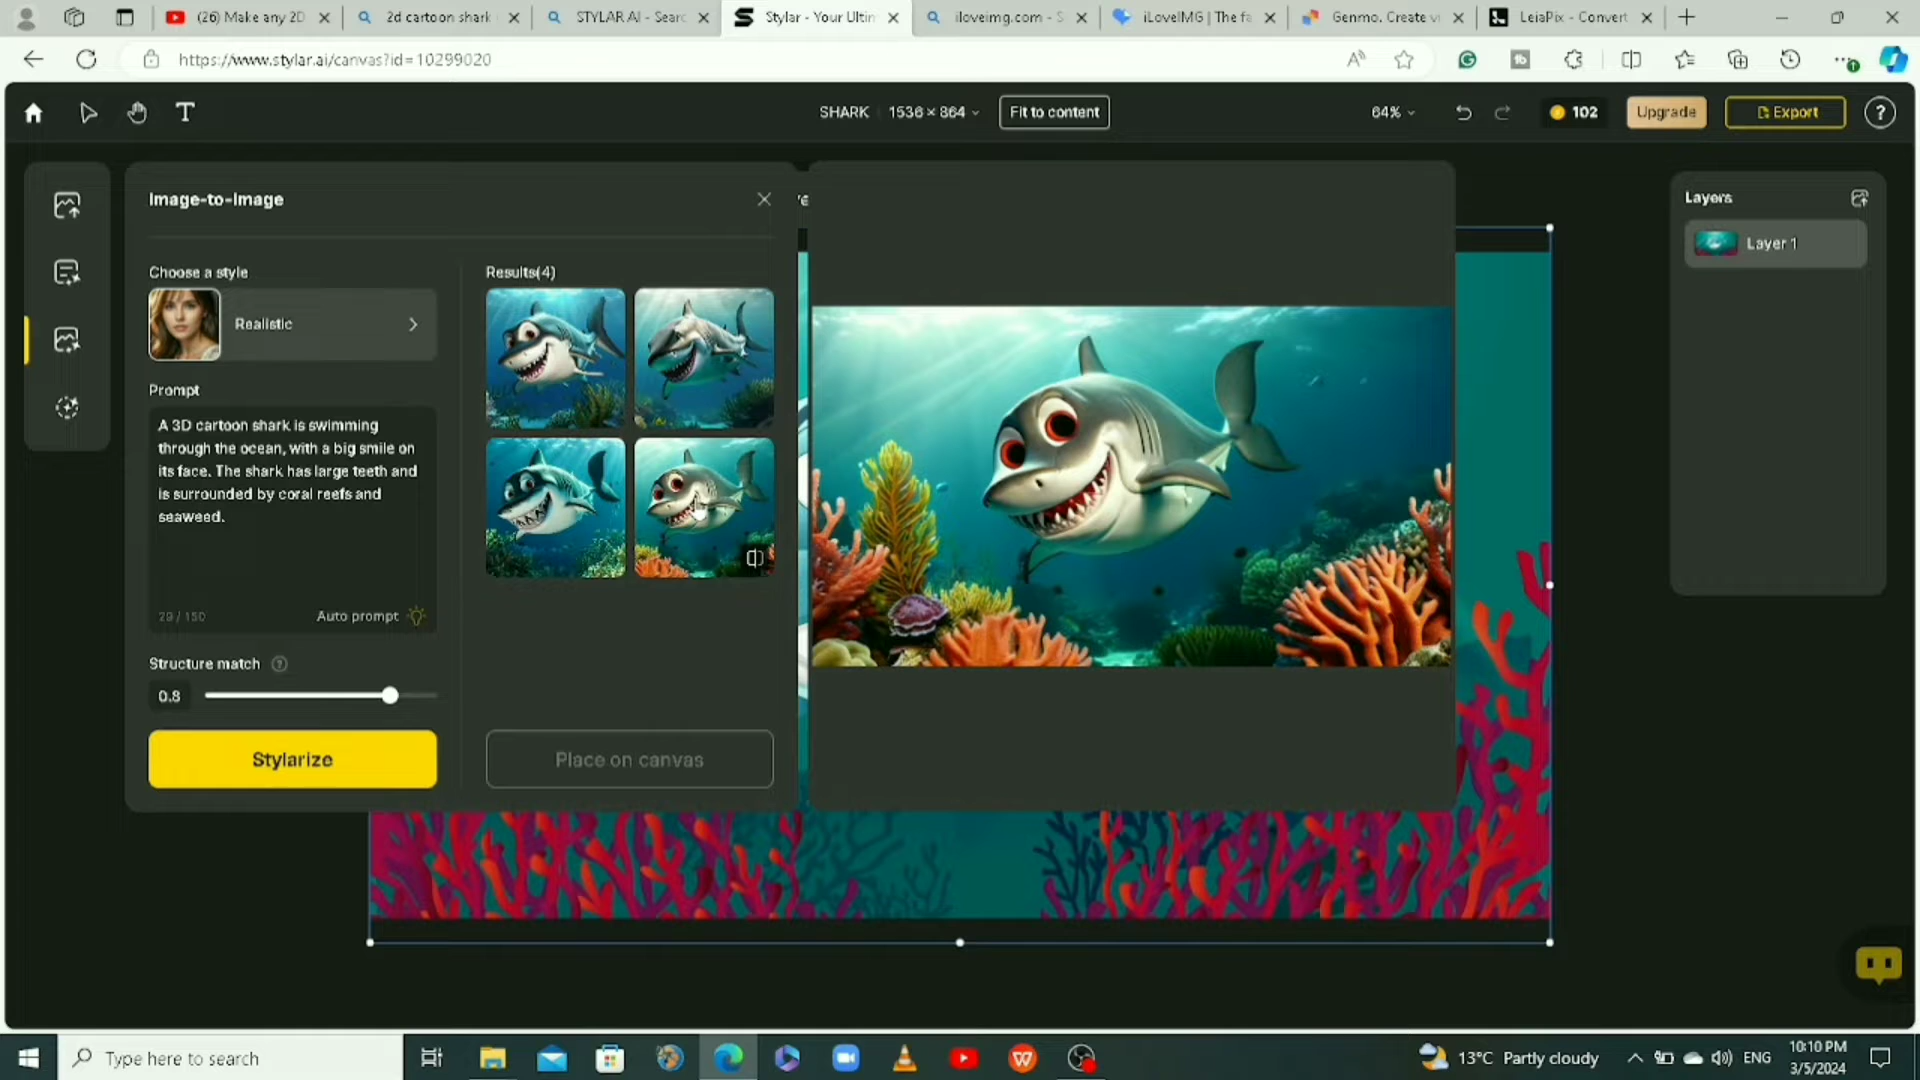 (26) Make any 2D
2d cartoon shark
STYLAR AI - Searc
Stylar - Your Ultin
iloveimg.com - S
iLoveIMG | The fa
Genmo. Create vi
LeiaPix - Convert
https://www.stylar.ai/canvas?id=10299020
SHARK
1536 × 864
Fit to content
64%
102
Upgrade
Export
?
Image-to-Image
Choose a style
Realistic
Prompt
A 3D cartoon shark is swimming
through the ocean, with a big smile on
its face. The shark has large teeth and
is surrounded by coral reefs and
seaweed.
29 / 150
Auto prompt
Structure match
0.8
Stylarize
Results(4)
Place on canvas
Layers
Layer 1
Type here to search
13°C Partly cloudy
ENG
10:10 PM
3/5/2024